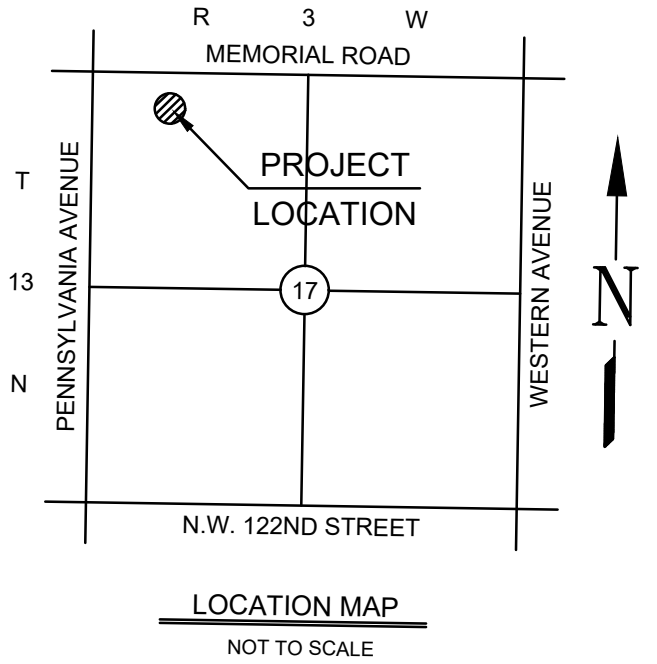 R 3 W
MEMORIAL ROAD
PROJECT
LOCATION
T
13
N
PENNSYLVANIA AVENUE
17
WESTERN AVENUE
N
N.W. 122ND STREET
LOCATION MAP
NOT TO SCALE